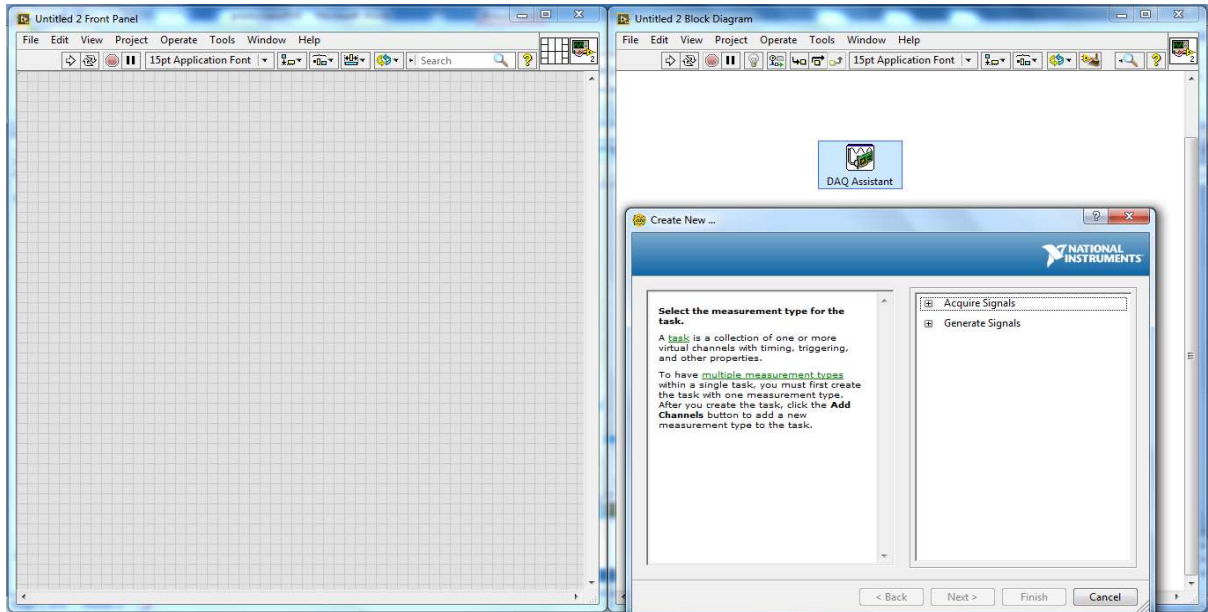 Untitled 2 Front Panel
File Edit View Project Operate Tools Window Help
15pt Application Font
Search
2
Untitled 2 Block Diagram
File Edit View Project Operate Tools Window Help
15pt Application Font
2
DAQ Assistant
Create New ...
NATIONAL
INSTRUMENTS
Select the measurement type for the
task.
A task is a collection of one or more
virtual channels with timing, triggering,
and other properties.
To have multiple measurement types
within a single task, you must first create
the task with one measurement type.
After you create the task, click the Add
Channels button to add a new
measurement type to the task.
Acquire Signals
Generate Signals
< Back Next > Finish Cancel